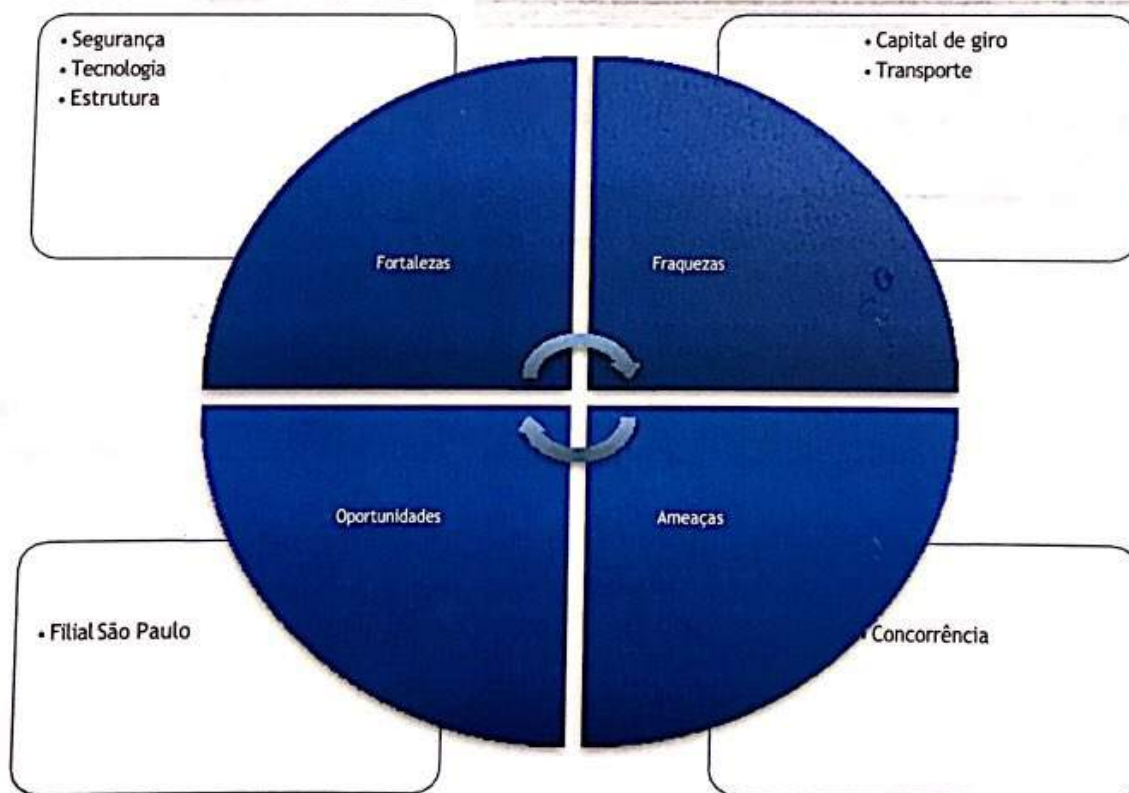 • Segurança
• Tecnologia
• Estrutura
• Capital de giro
• Transporte
Fortalezas
Fraquezas
Oportunidades
Ameaças
• Filial São Paulo
• Concorrência